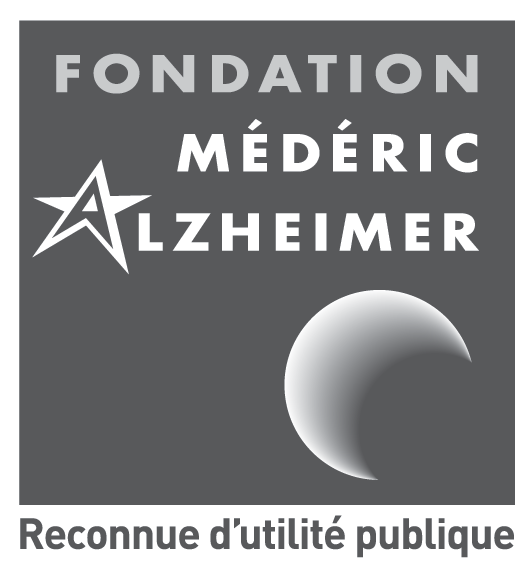 FONDATION
MÉDÉRIC
ALZHEIMER
Reconnue d'utilité publique